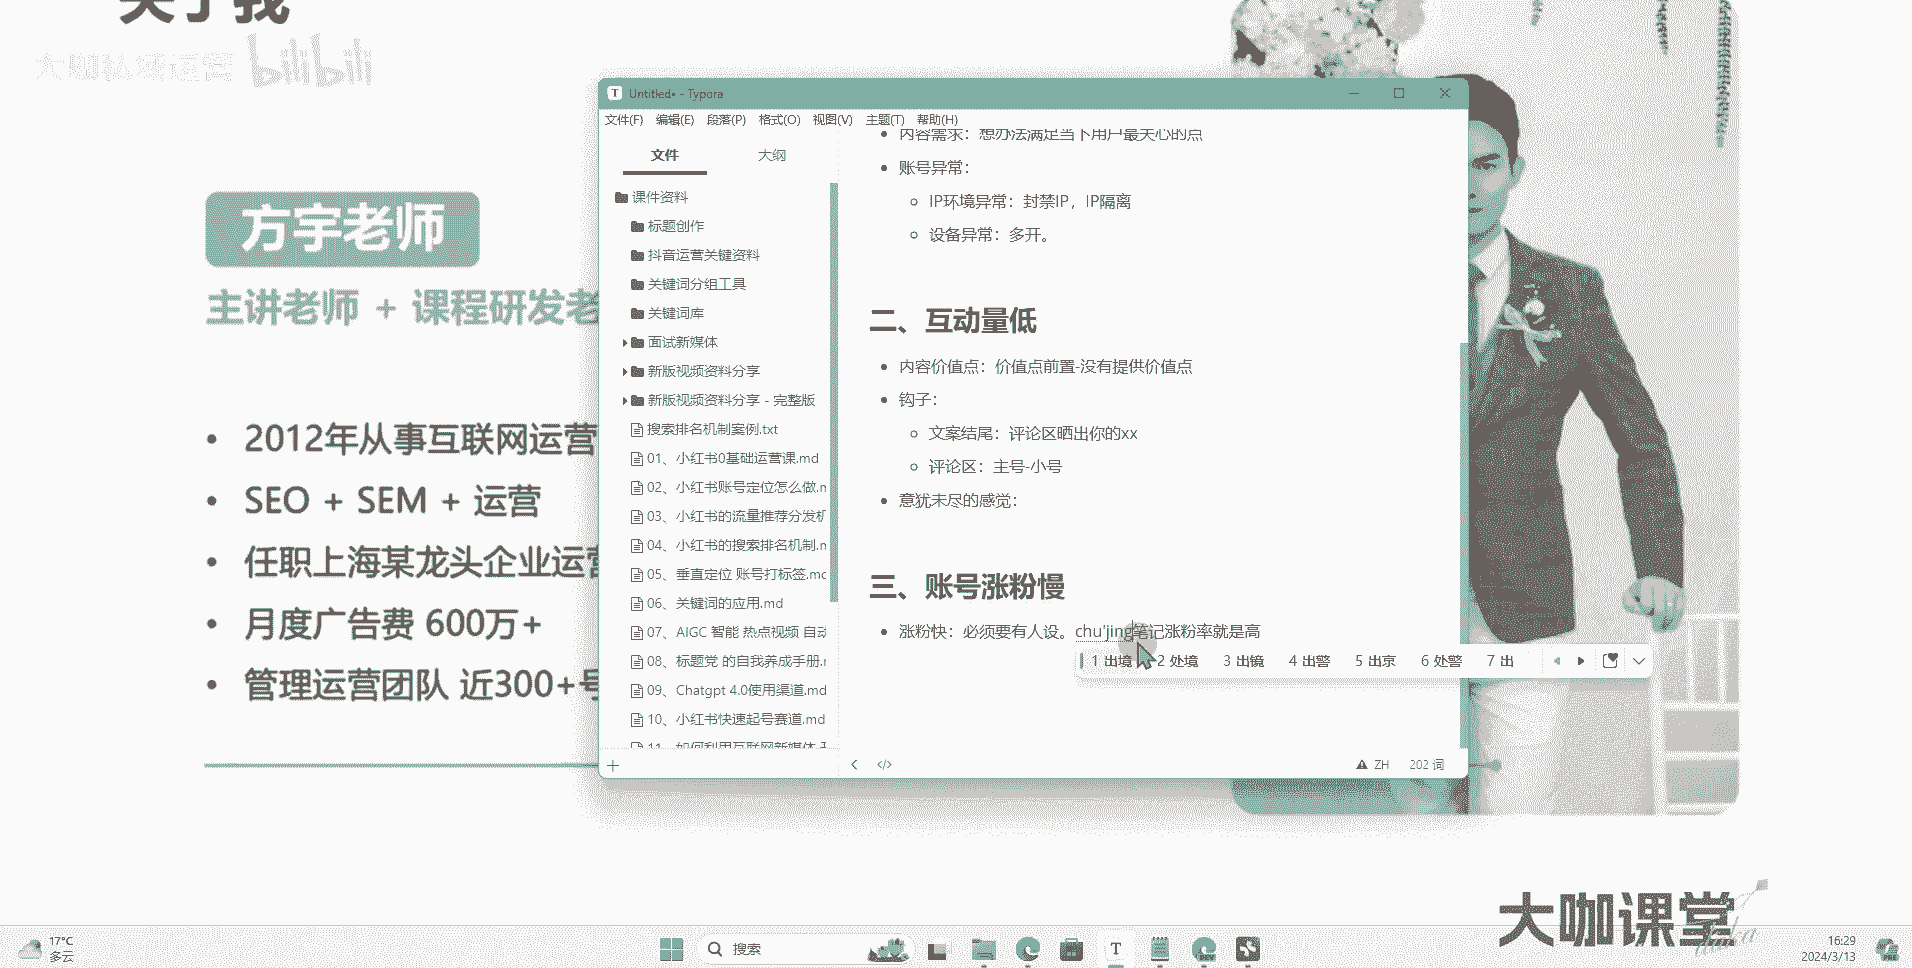 关于我
大咖私域运营 bilibili
方宇老师
主讲老师 + 课程研发老
2012年从事互联网运营
SEO + SEM + 运营
任职上海某龙头企业运营
月度广告费 600万+
管理运营团队 近300+号
Untitled• - Typora
文件(F) 编辑(E) 段落(P) 格式(O) 视图(V) 主题(T) 帮助(H)
文件 大纲
课件资料
标题创作
抖音运营关键资料
关键词分组工具
关键词库
面试新媒体
新版视频资料分享
新版视频资料分享 - 完整版
搜索排名机制案例.txt
01、小红书0基础运营课.md
02、小红书账号定位怎么做.m
03、小红书的流量推荐分发机
04、小红书的搜索排名机制.m
05、垂直定位 账号打标签.md
06、关键词的应用.md
07、AIGC 智能 热点视频 自动
08、标题党 的自我养成手册.m
09、Chatgpt 4.0使用渠道.md
10、小红书快速起号赛道.md
11、如何利用互联网新媒体
内容需求：想办法满足当下用户最关心的点
账号异常：
IP环境异常：封禁IP，IP隔离
设备异常：多开。
二、互动量低
内容价值点：价值点前置-没有提供价值点
钩子：
文案结尾：评论区晒出你的xx
评论区：主号-小号
意犹未尽的感觉：
三、账号涨粉慢
涨粉快：必须要有人设。chu'jing笔记涨粉率就是高
1 出境 2 处境 3 出镜 4 出警 5 出京 6 处警 7 出
ZH 202 词
大咖课堂
daka
17°C
多云
搜索
16:29
2024/3/13